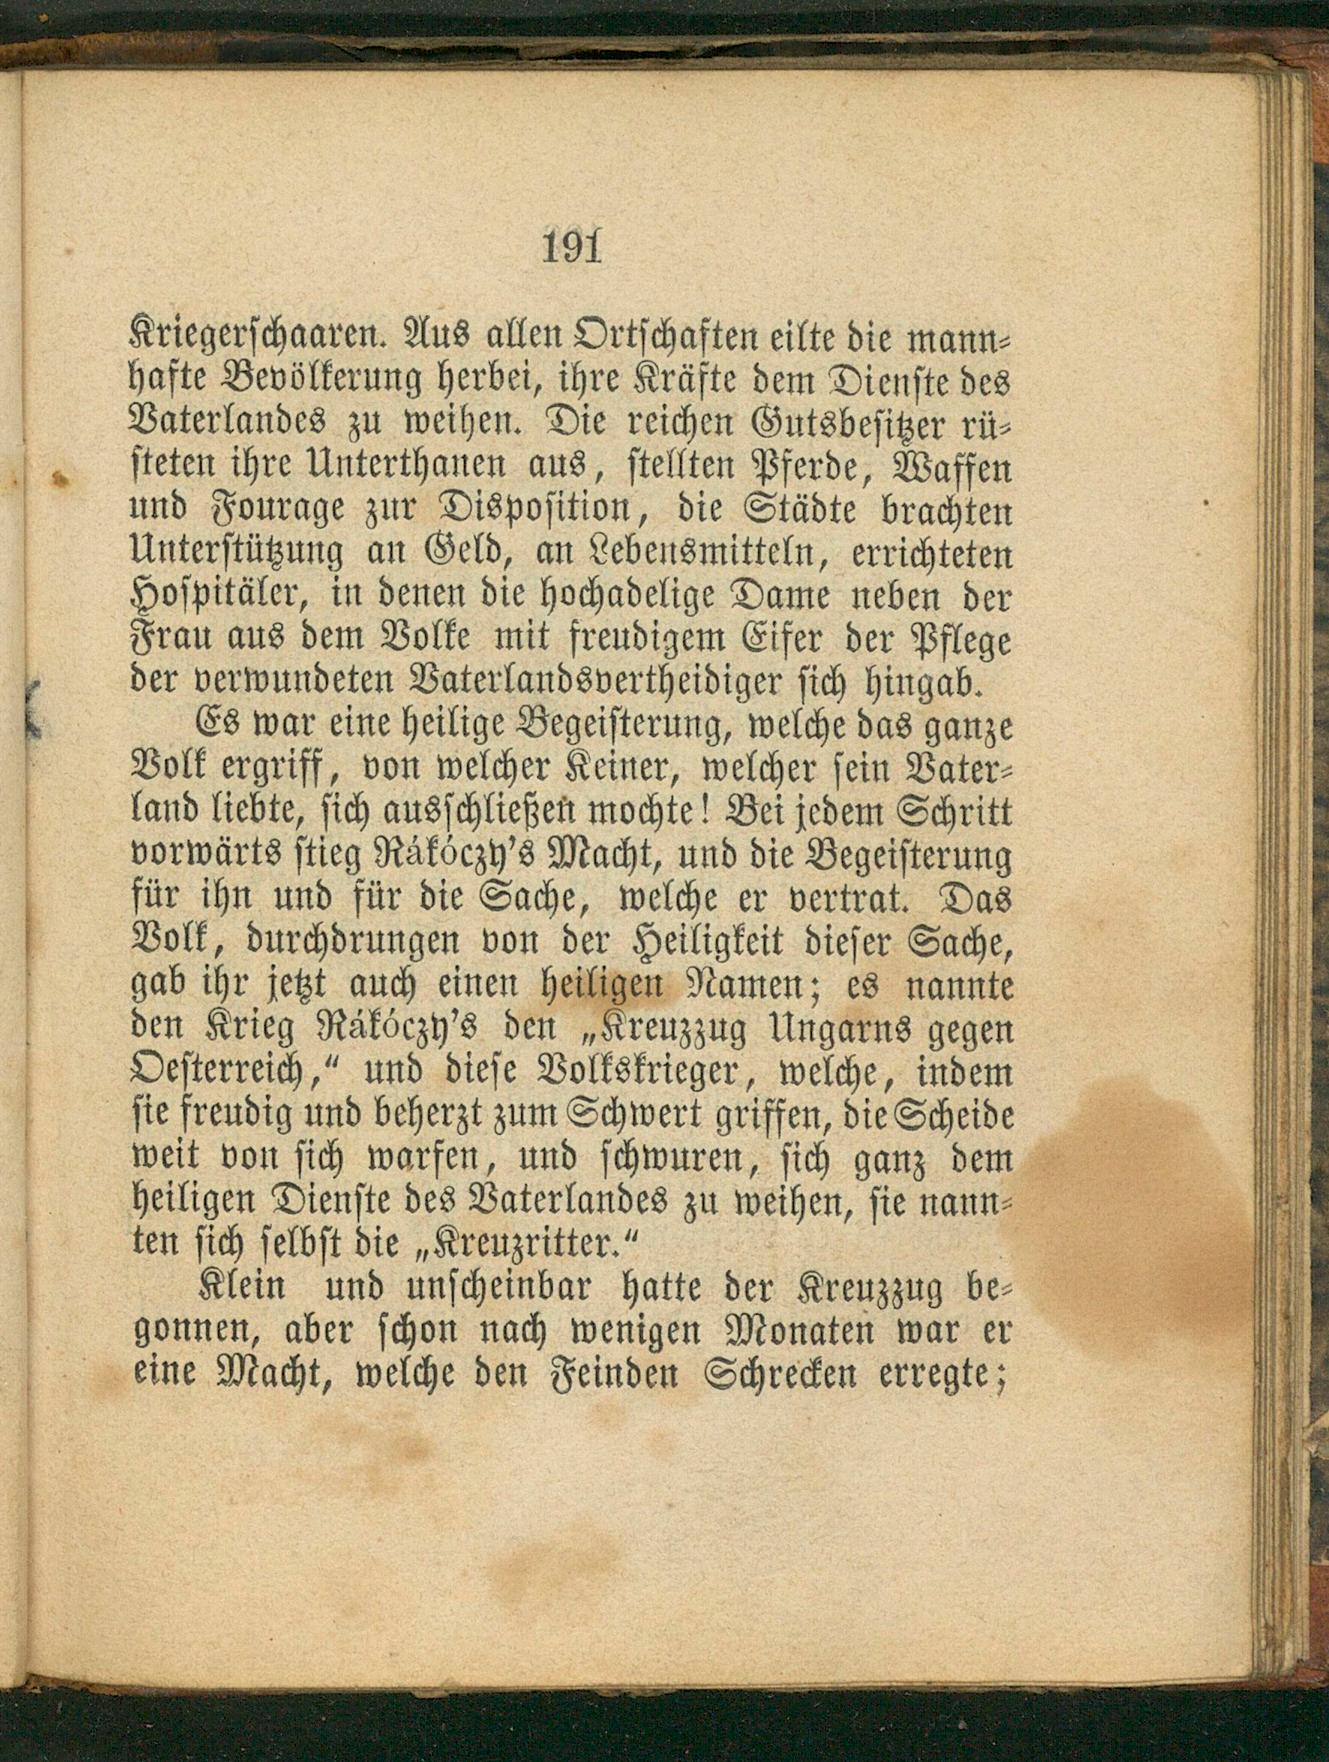 191
Kriegerschaaren. Aus allen Ortschaften eilte die mann-
hafte Bevölkerung herbei, ihre Kräfte dem Dienste des
Vaterlandes zu weihen. Die reichen Gutsbesitzer rü-
steten ihre Unterthanen aus, stellten Pferde, Waffen
und Fourage zur Disposition, die Städte brachten
Unterstützung an Geld, an Lebensmitteln, errichteten
Hospitäler, in denen die hochadelige Dame neben der
Frau aus dem Volke mit freudigem Eifer der Pflege
der verwundeten Vaterlandsvertheidiger sich hingab.
Es war eine heilige Begeisterung, welche das ganze
Volk ergriff, von welcher Keiner, welcher sein Vater-
land liebte, sich ausschließen mochte! Bei jedem Schritt
vorwärts stieg Rákóczy's Macht, und die Begeisterung
für ihn und für die Sache, welche er vertrat. Das
Volk, durchdrungen von der Heiligkeit dieser Sache,
gab ihr jetzt auch einen heiligen Namen; es nannte
den Krieg Rákóczy's den „Kreuzzug Ungarns gegen
Oesterreich,“ und diese Volkskrieger, welche, indem
sie freudig und beherzt zum Schwert griffen, die Scheide
weit von sich warfen, und schwuren, sich ganz dem
heiligen Dienste des Vaterlandes zu weihen, sie nann-
ten sich selbst die „Kreuzritter.“
Klein und unscheinbar hatte der Kreuzzug be-
gonnen, aber schon nach wenigen Monaten war er
eine Macht, welche den Feinden Schrecken erregte;